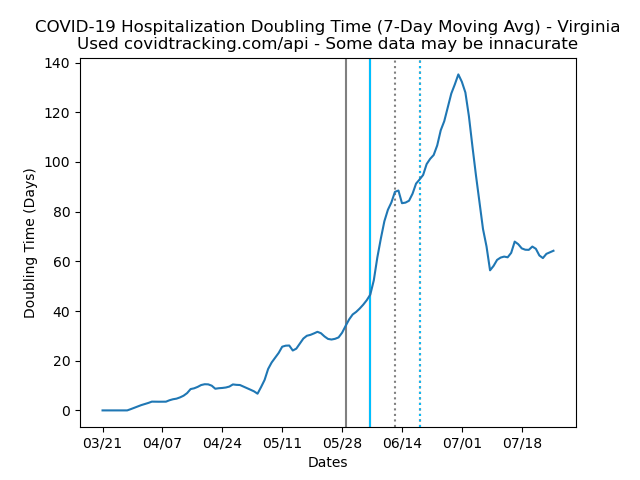 COVID-19 Hospitalization Doubling Time (7-Day Moving Avg) - Virginia
Used covidtracking.com/api - Some data may be innacurate
140
120
100
80
60
40
20
0
Doubling Time (Days)
03/21 04/07 04/24 05/11 05/28 06/14 07/01 07/18
Dates